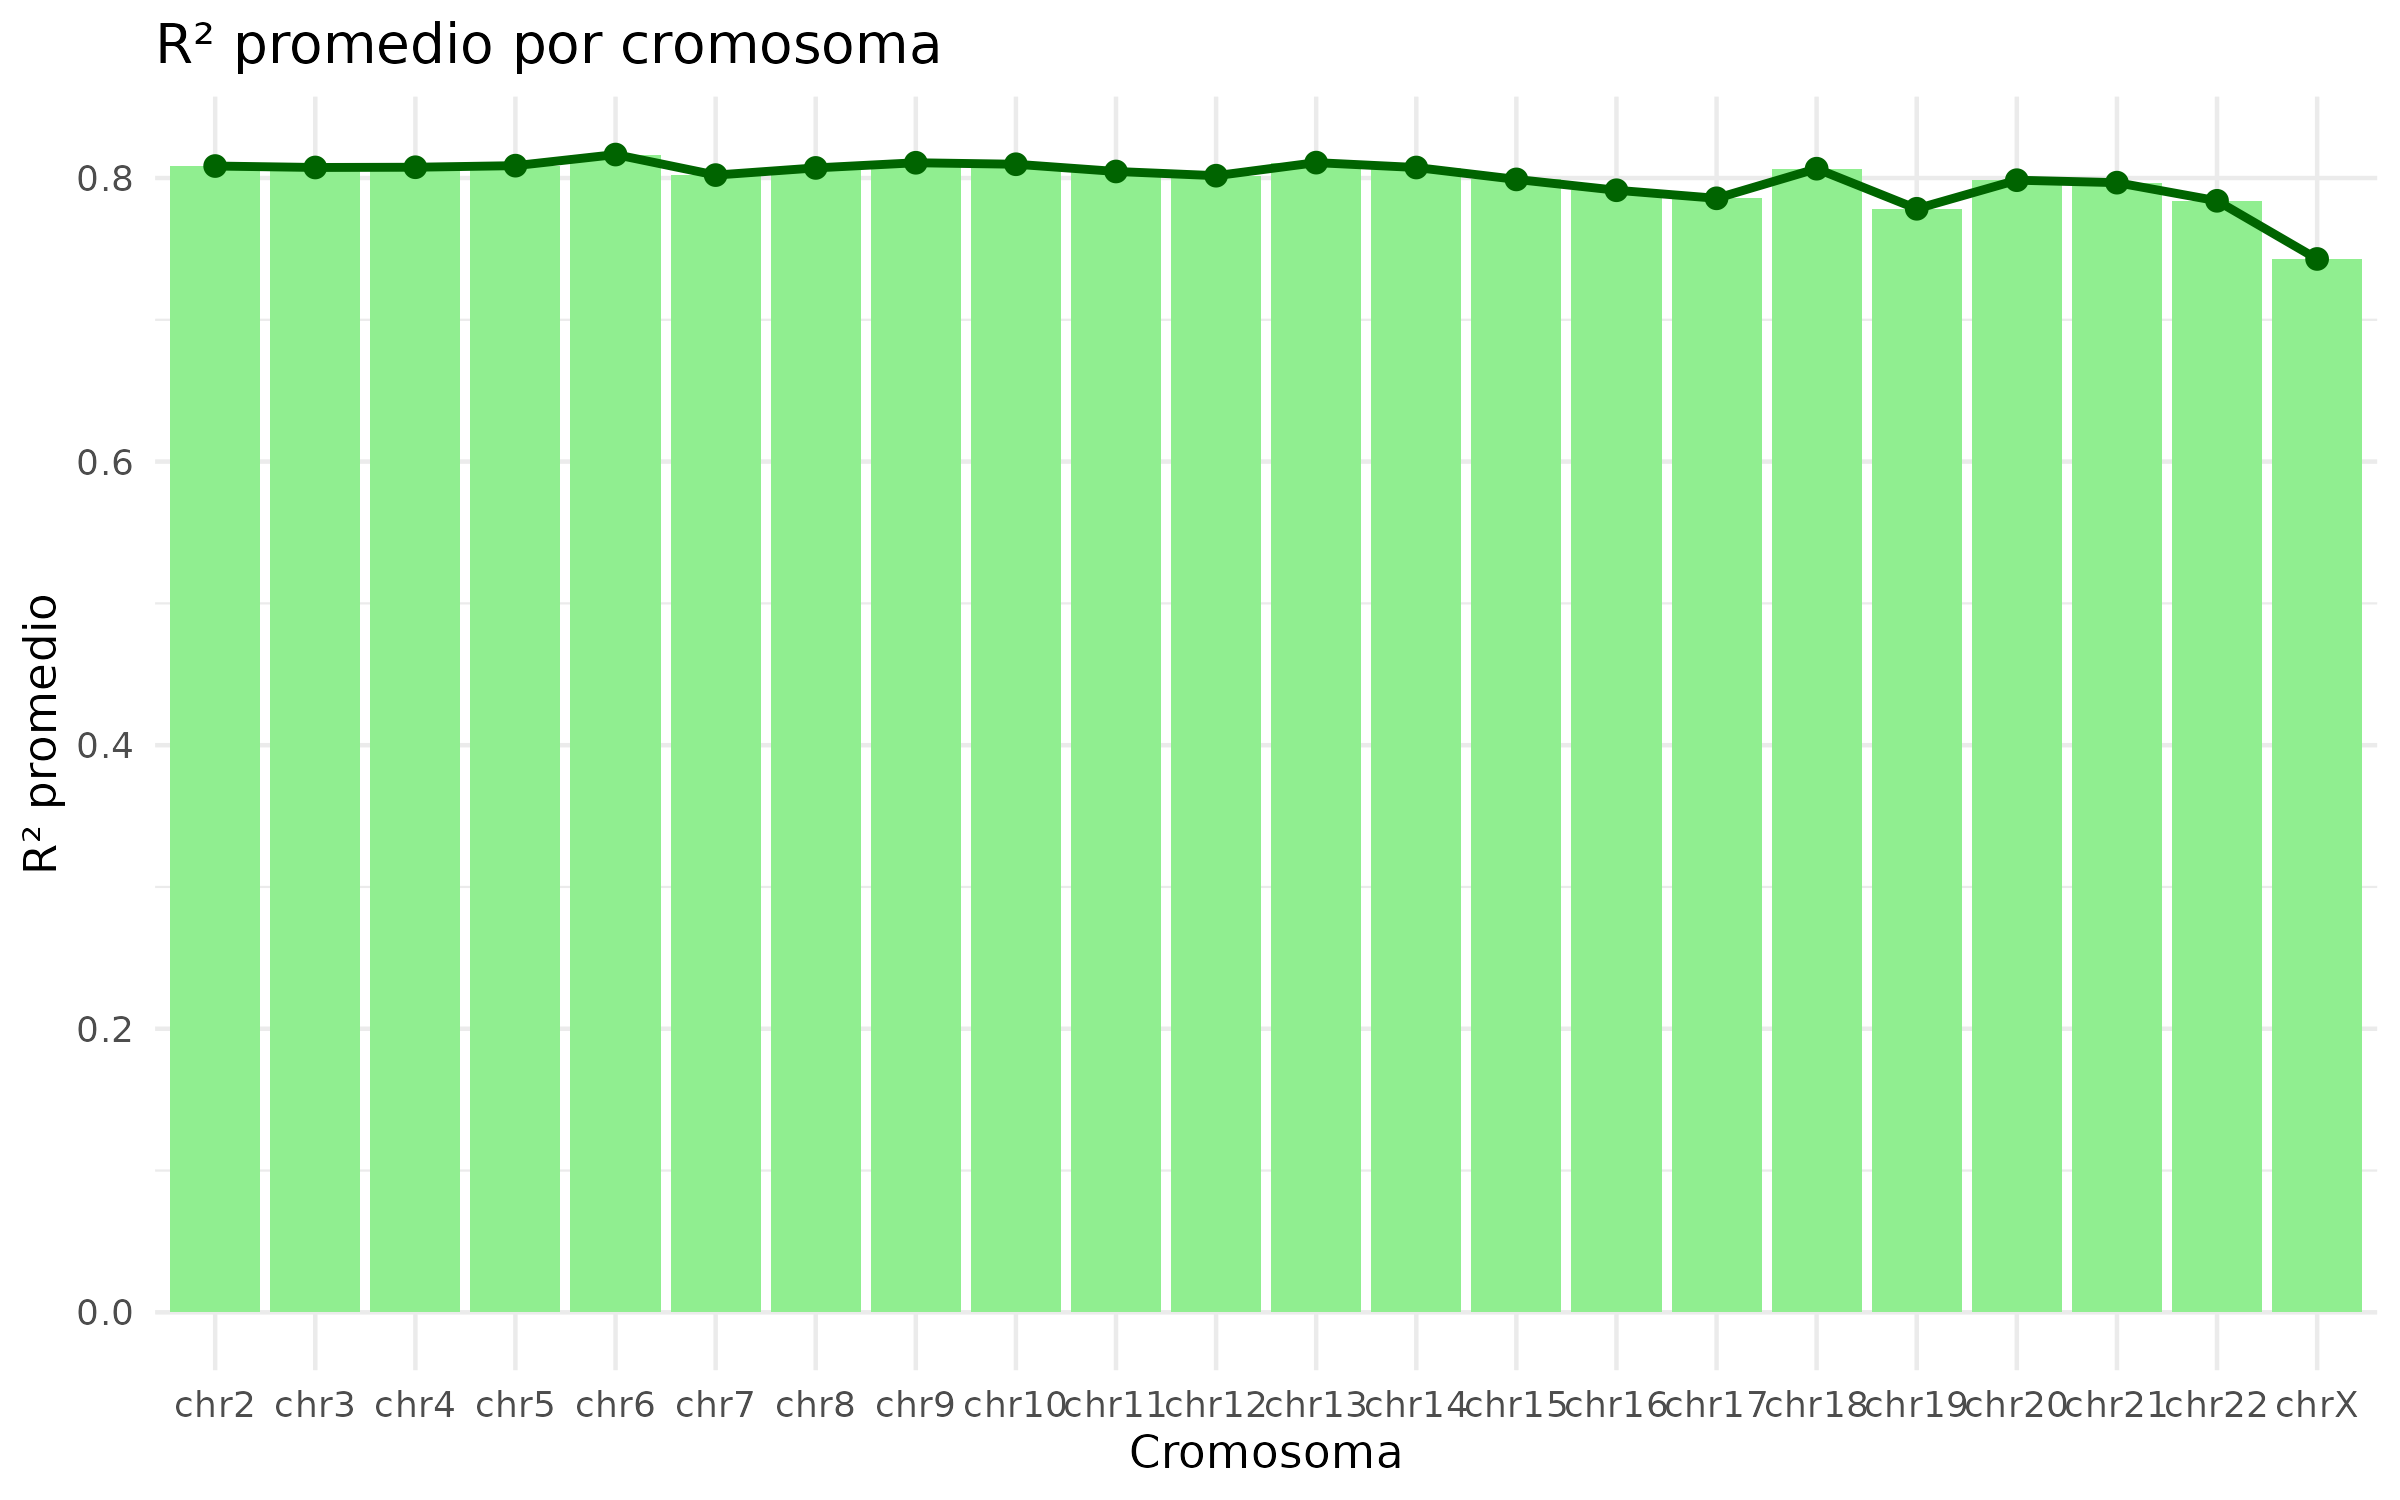 R² promedio por cromosoma
R² promedio
0.8
0.6
0.4
0.2
0.0
chr2 chr3 chr4 chr5 chr6 chr7 chr8 chr9 chr10 chr11 chr12 chr13 chr14 chr15 chr16 chr17 chr18 chr19 chr20 chr21 chr22 chrX
Cromosoma